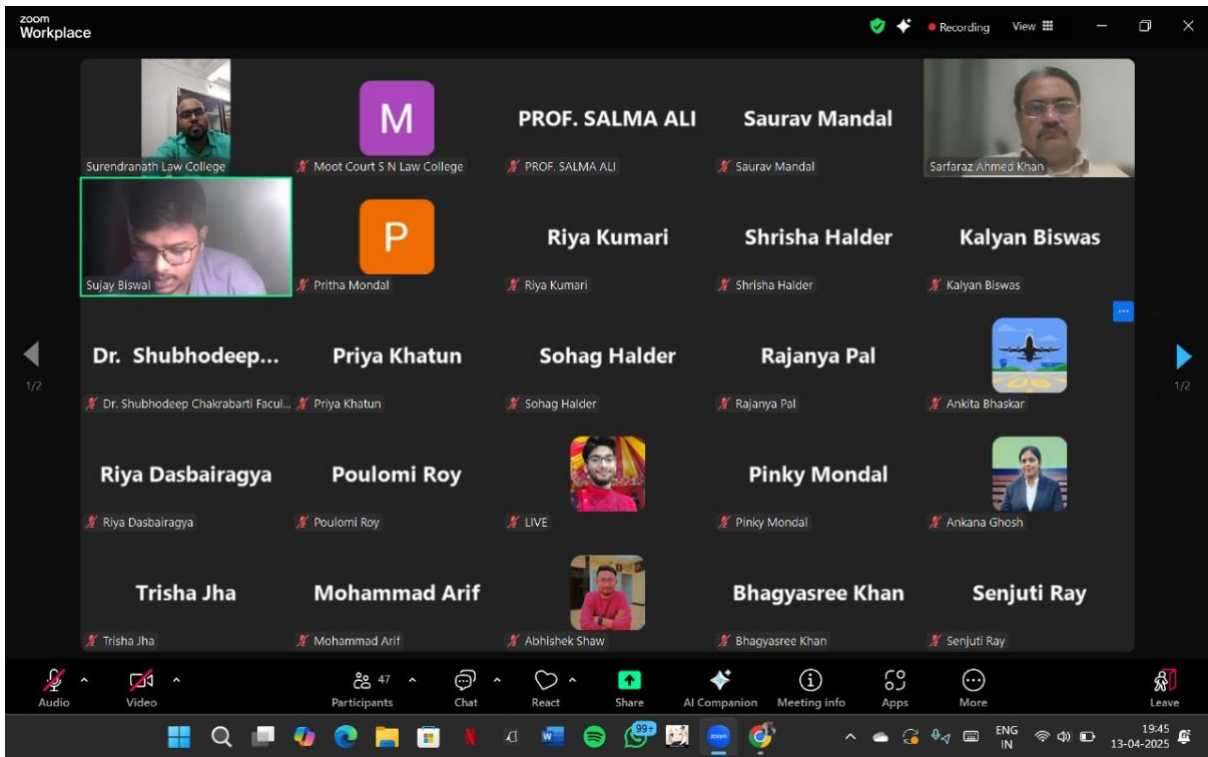 zoom
Workplace
Recording View
Surendranath Law College
M
Moot Court S N Law College
PROF. SALMA ALI
PROF. SALMA ALI
Saurav Mandal
Saurav Mandal
Sarfaraz Ahmed Khan
Sujay Biswal
P
Pritha Mondal
Riya Kumari
Riya Kumari
Shrisha Halder
Shrisha Halder
Kalyan Biswas
Kalyan Biswas
1/2
Dr. Shubhodeep...
Dr. Shubhodeep Chakrabarti Facul...
Priya Khatun
Priya Khatun
Sohag Halder
Sohag Halder
Rajanya Pal
Rajanya Pal
Ankita Bhaskar
1/2
Riya Dasbairagya
Riya Dasbairagya
Poulomi Roy
Poulomi Roy
LIVE
Pinky Mondal
Pinky Mondal
Ankana Ghosh
Trisha Jha
Trisha Jha
Mohammad Arif
Mohammad Arif
Abhishek Shaw
Bhagyasree Khan
Bhagyasree Khan
Senjuti Ray
Senjuti Ray
47
Audio Video Participants Chat React Share AI Companion Meeting info Apps More Leave
99+
zoom
ENG
IN
19:45
13-04-2025